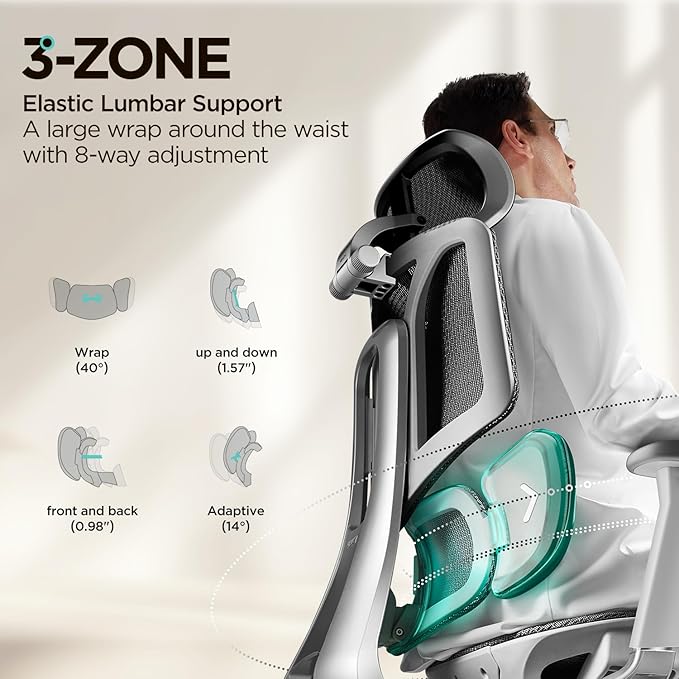 3-ZONE
Elastic Lumbar Support
A large wrap around the waist
with 8-way adjustment
Wrap
(40°)
up and down
(1.57")
front and back
(0.98")
Adaptive
(14°)